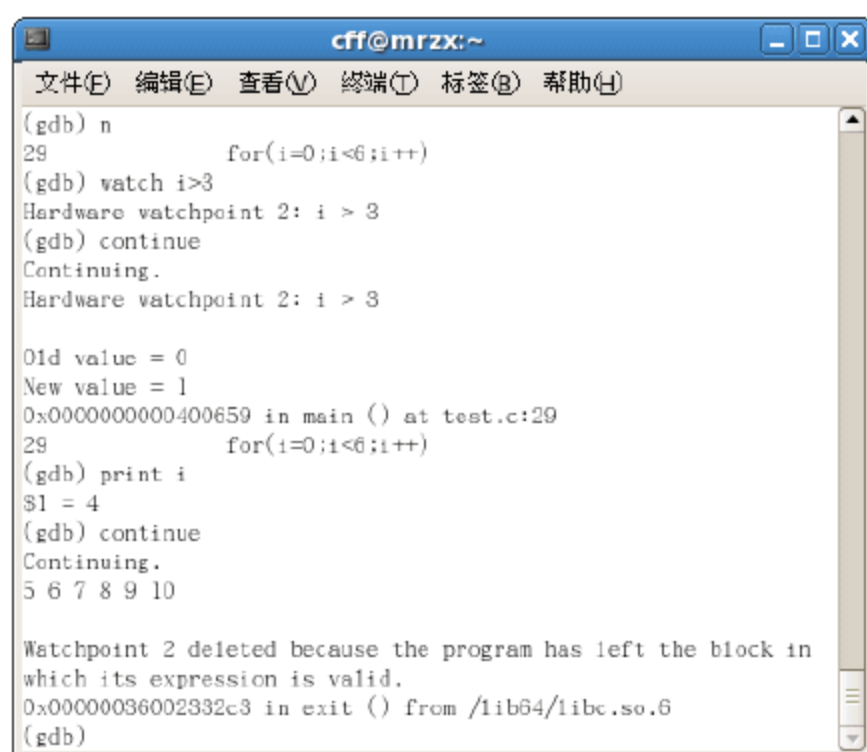 cff@mrzx:~
文件(F) 编辑(E) 查看(V) 终端(T) 标签(B) 帮助(H)
(gdb) n
29 for(i=0;i<6;i++)
(gdb) watch i>3
Hardware watchpoint 2: i > 3
(gdb) continue
Continuing.
Hardware watchpoint 2: i > 3
Old value = 0
New value = 1
0x0000000000400659 in main () at test.c:29
29 for(i=0;i<6;i++)
(gdb) print i
$1 = 4
(gdb) continue
Continuing.
5 6 7 8 9 10
Watchpoint 2 deleted because the program has left the block in
which its expression is valid.
0x00000036002332c3 in exit () from /lib64/libc.so.6
(gdb)